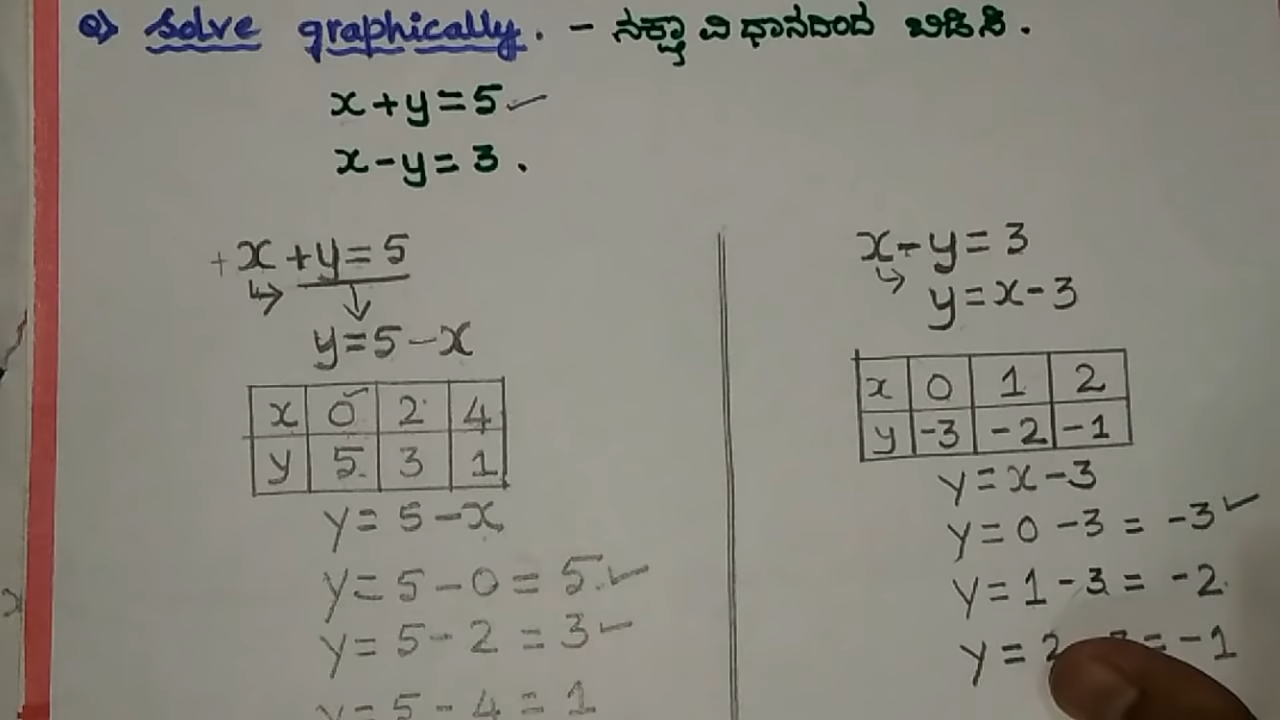 Q) Solve graphically. - ನಕ್ಷಾ ವಿಧಾನದಿಂದ ಬಿಡಿಸಿ.
x+y=5
x-y=3.
+x+y=5
y=5-x
x 0 2 4
y 5 3 1
y=5-x
y=5-0=5
y=5-2=3
y=5-4=1
x-y=3
y=x-3
x 0 1 2
y -3 -2 -1
y=x-3
y=0-3=-3
y=1-3=-2
y=2 = -1